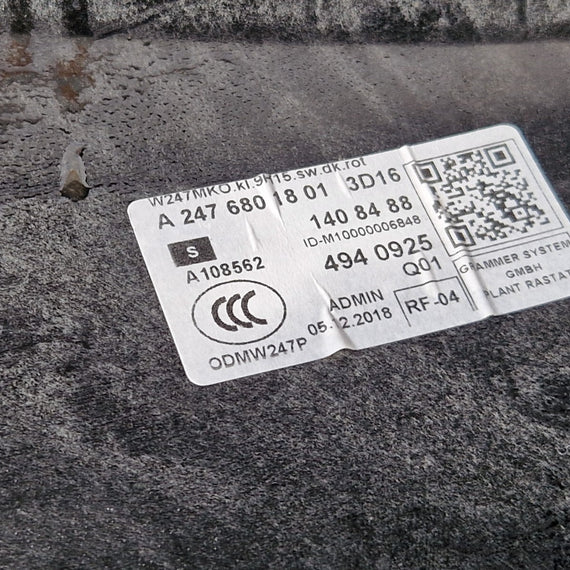 W247MKO.kl.9H15.sw.dk.rot
A 247 680 18 01 3D16
S
140 84 88
ID-M10000006848
A108562
494 0925
Q01
CCC
ADMIN
05.12.2018
RF-04
ODMW247P
GRAMMER SYSTEM
GMBH
PLANT RASTAT